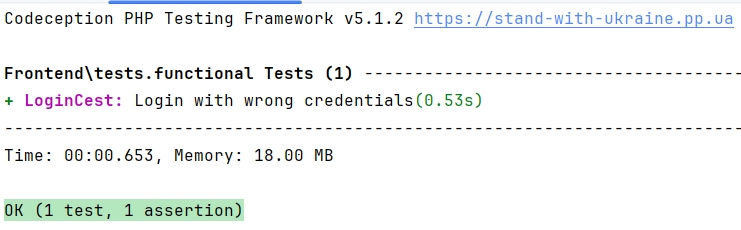 Codeception PHP Testing Framework v5.1.2 https://stand-with-ukraine.pp.ua
Frontend\tests.functional Tests (1) --------------------------------------
+ LoginCest: Login with wrong credentials(0.53s)
--------------------------------------------------------------------------
Time: 00:00.653, Memory: 18.00 MB
OK (1 test, 1 assertion)